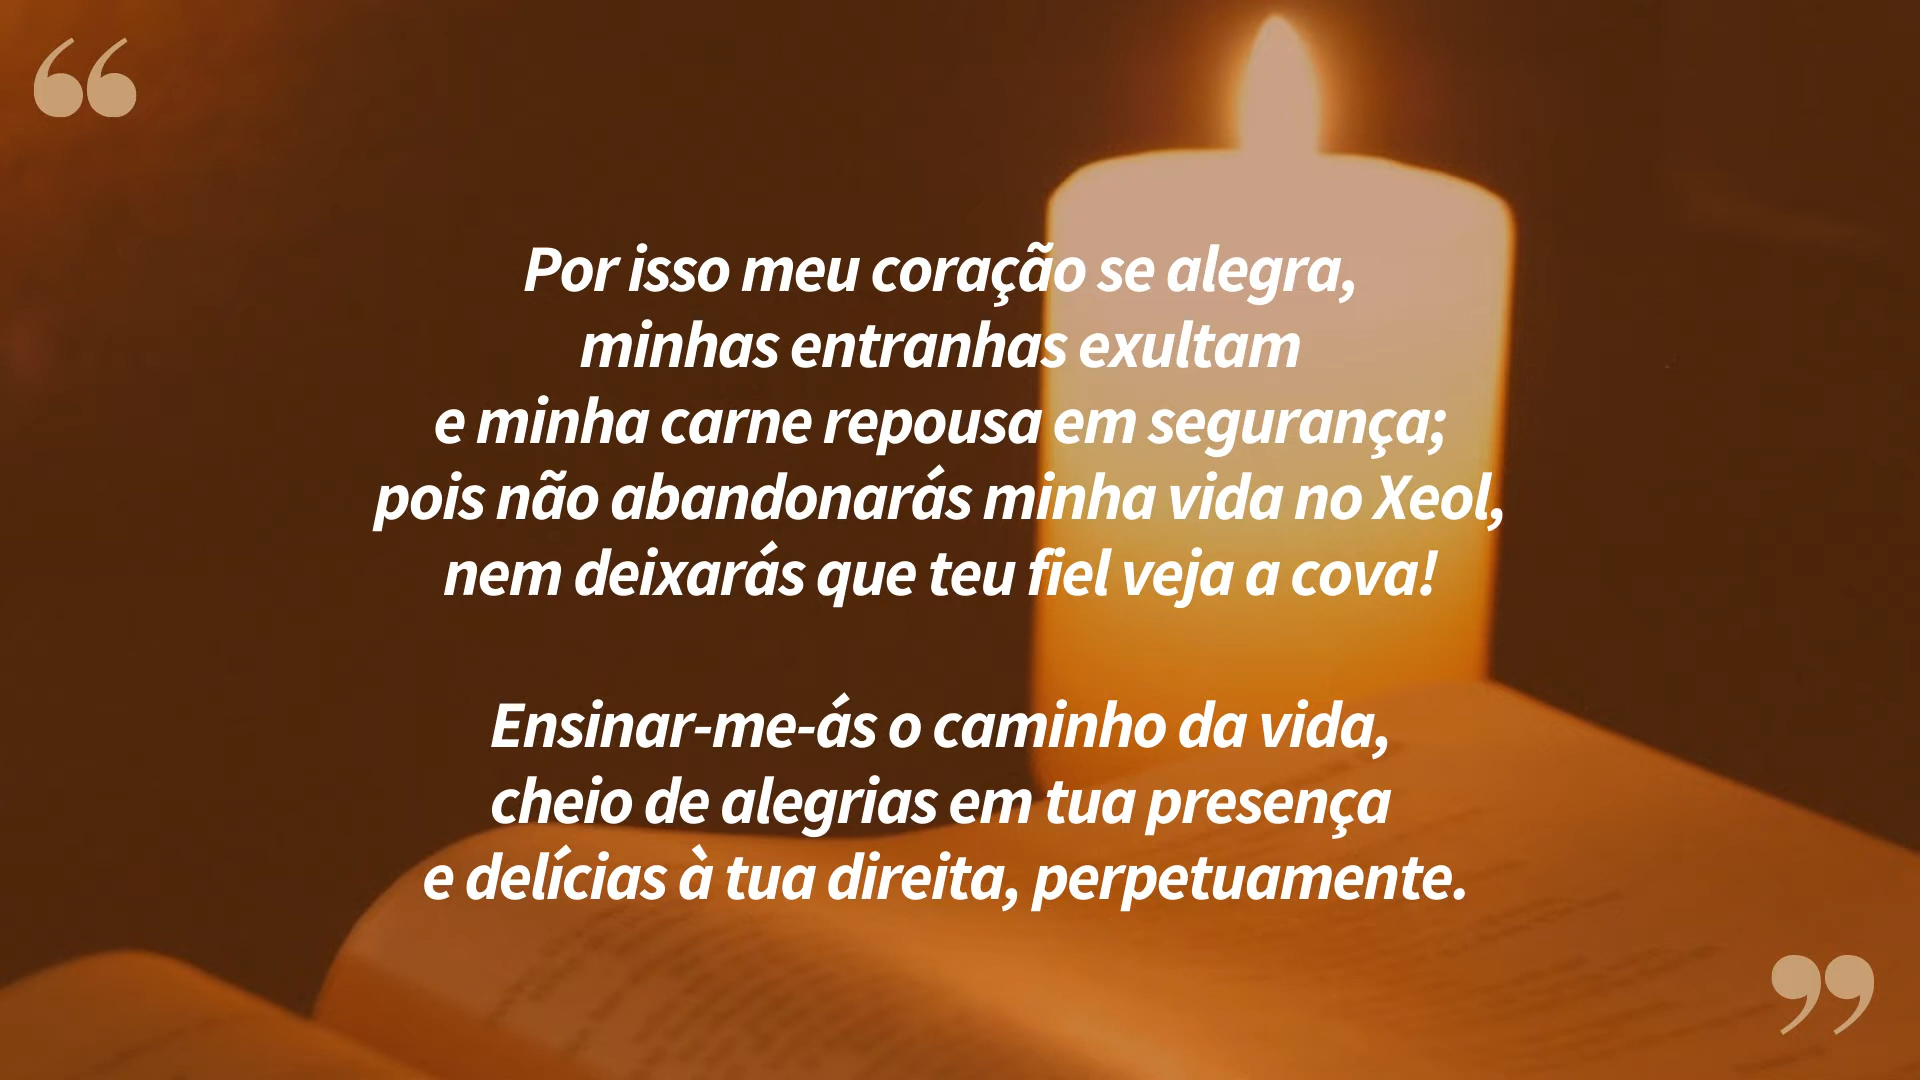 “
Por isso meu coração se alegra,
minhas entranhas exultam
e minha carne repousa em segurança;
pois não abandonarás minha vida no Xeol,
nem deixarás que teu fiel veja a cova!
Ensinar-me-ás o caminho da vida,
cheio de alegrias em tua presença
e delícias à tua direita, perpetuamente.
”